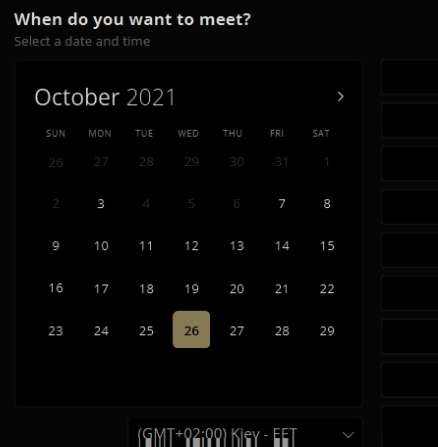 When do you want to meet?
Select a date and time
October 2021
SUN MON TUE WED THU FRI SAT
26 27 28 29 30 31 1
2 3 4 5 6 7 8
9 10 11 12 13 14 15
16 17 18 19 20 21 22
23 24 25 26 27 28 29
(GMT+02:00) Kiev - EET